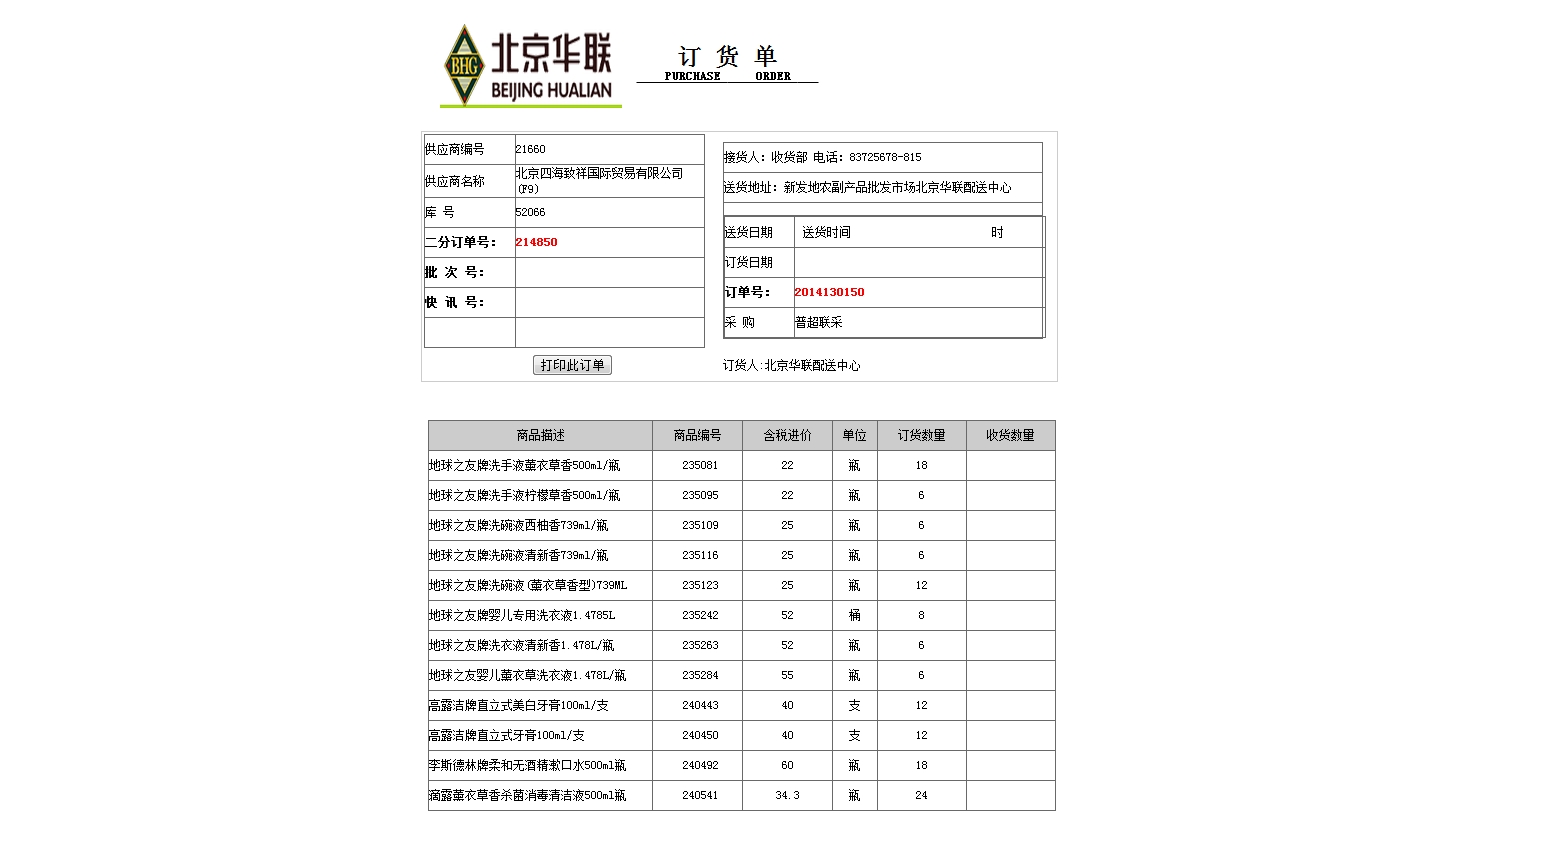 BHG 北京华联
BEIJING HUALIAN
订 货 单
PURCHASE ORDER
供应商编号 21660
供应商名称 北京四海致祥国际贸易有限公司
(F9)
库 号 52066
二分订单号: 214850
批 次 号:
快 讯 号:
打印此订单
接货人: 收货部 电话: 83725678-815
送货地址: 新发地农副产品批发市场北京华联配送中心
送货日期 送货时间 时
订货日期
订单号: 2014130150
采 购 普超联采
订货人:北京华联配送中心
商品描述 商品编号 含税进价 单位 订货数量 收货数量
地球之友牌洗手液薰衣草香500ml/瓶 235081 22 瓶 18
地球之友牌洗手液柠檬草香500ml/瓶 235095 22 瓶 6
地球之友牌洗碗液西柚香739ml/瓶 235109 25 瓶 6
地球之友牌洗碗液清新香739ml/瓶 235116 25 瓶 6
地球之友牌洗碗液(薰衣草香型)739ML 235123 25 瓶 12
地球之友牌婴儿专用洗衣液1.4785L 235242 52 桶 8
地球之友牌洗衣液清新香1.478L/瓶 235263 52 瓶 6
地球之友婴儿薰衣草洗衣液1.478L/瓶 235284 55 瓶 6
高露洁牌直立式美白牙膏100ml/支 240443 40 支 12
高露洁牌直立式牙膏100ml/支 240450 40 支 12
李斯德林牌柔和无酒精漱口水500ml瓶 240492 60 瓶 18
滴露薰衣草香杀菌消毒清洁液500ml瓶 240541 34.3 瓶 24